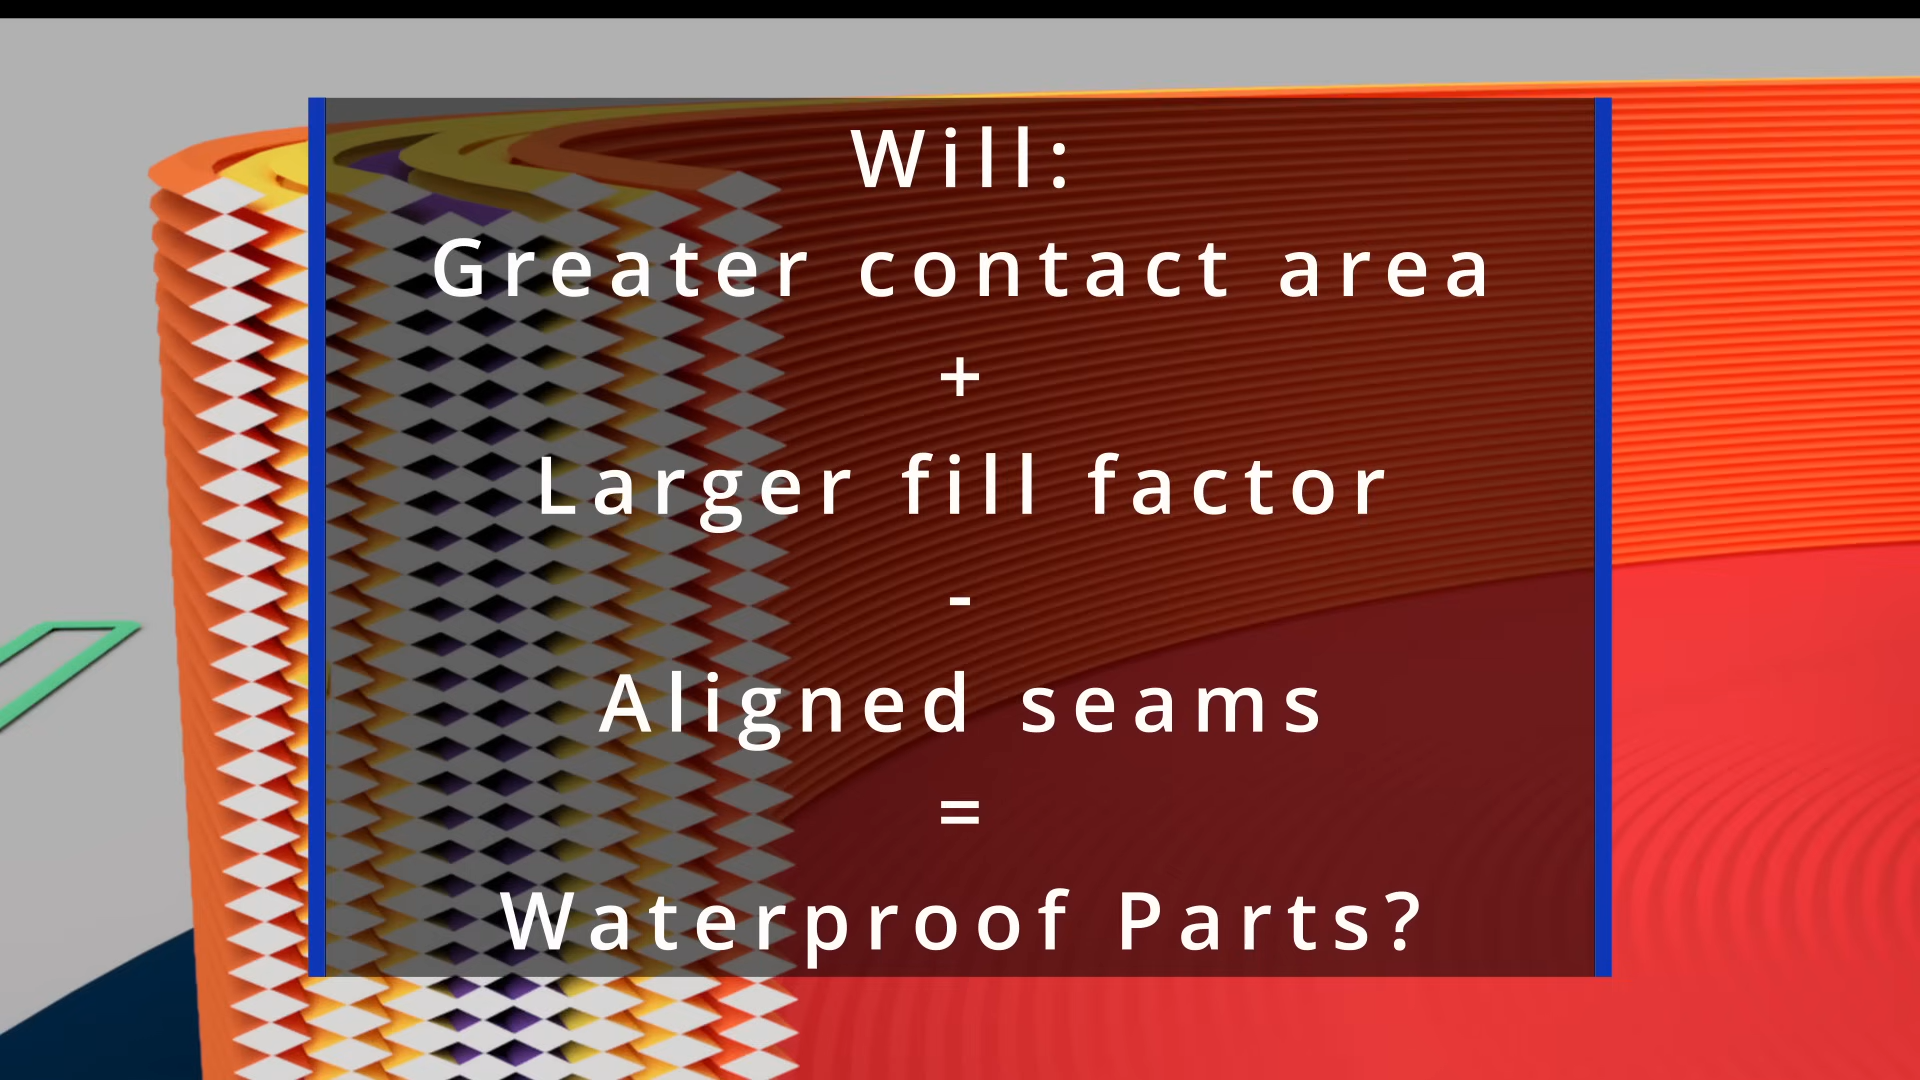 Will:
Greater contact area
+
Larger fill factor
-
Aligned seams
=
Waterproof Parts?